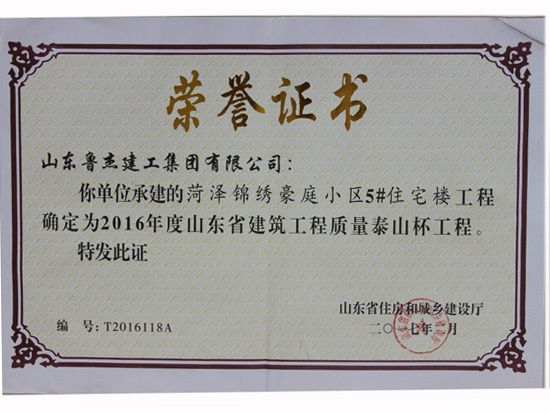 荣誉证书
山东鲁杰建工集团有限公司：
你单位承建的菏泽锦绣豪庭小区5#住宅楼工程
确定为2016年度山东省建筑工程质量泰山杯工程。
特发此证
山东省住房和城乡建设厅
编 号:T2016118A
二〇一七年 月